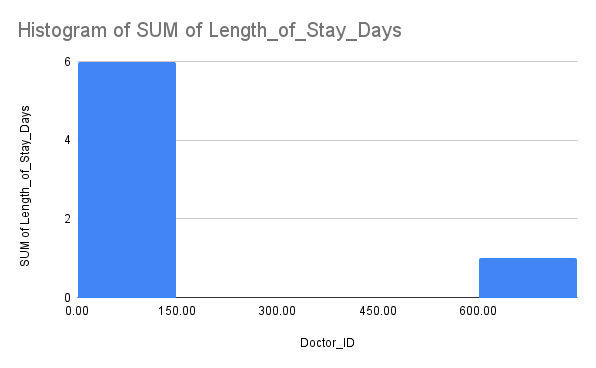 Histogram of SUM of Length_of_Stay_Days
SUM of Length_of_Stay_Days
6
4
2
0
0.00 150.00 300.00 450.00 600.00
Doctor_ID